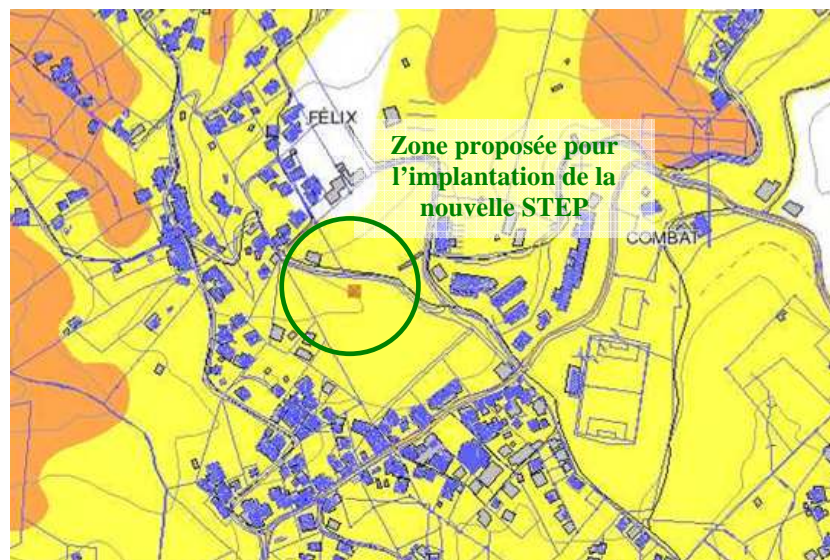 FÉLIX
Zone proposée pour
l’implantation de la
nouvelle STEP
COMBAT